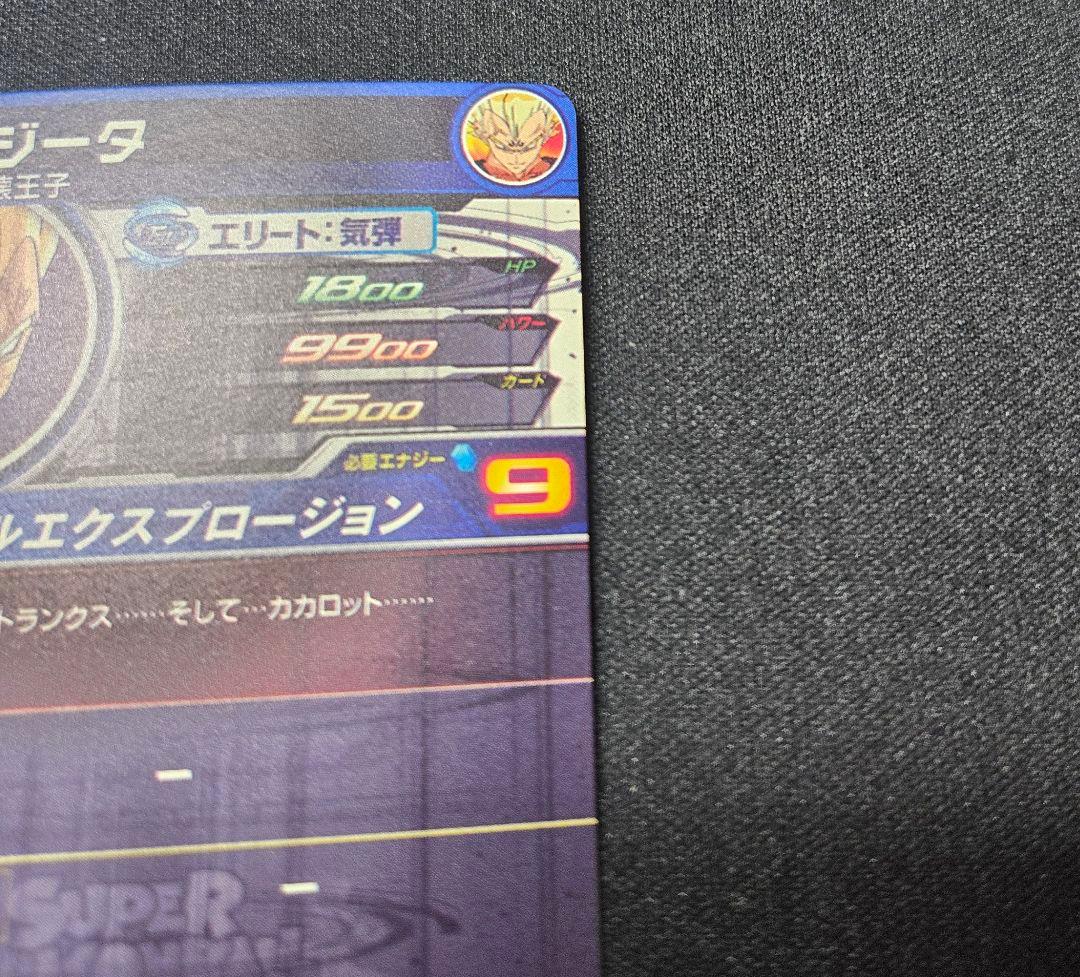 ジータ
装王子
エリート：気弾
HP
1800
パワー
9900
ガード
1500
必要エナジー
9
ルエクスプロージョン
トランクス……そして…カカロット……
-
-
SUPER